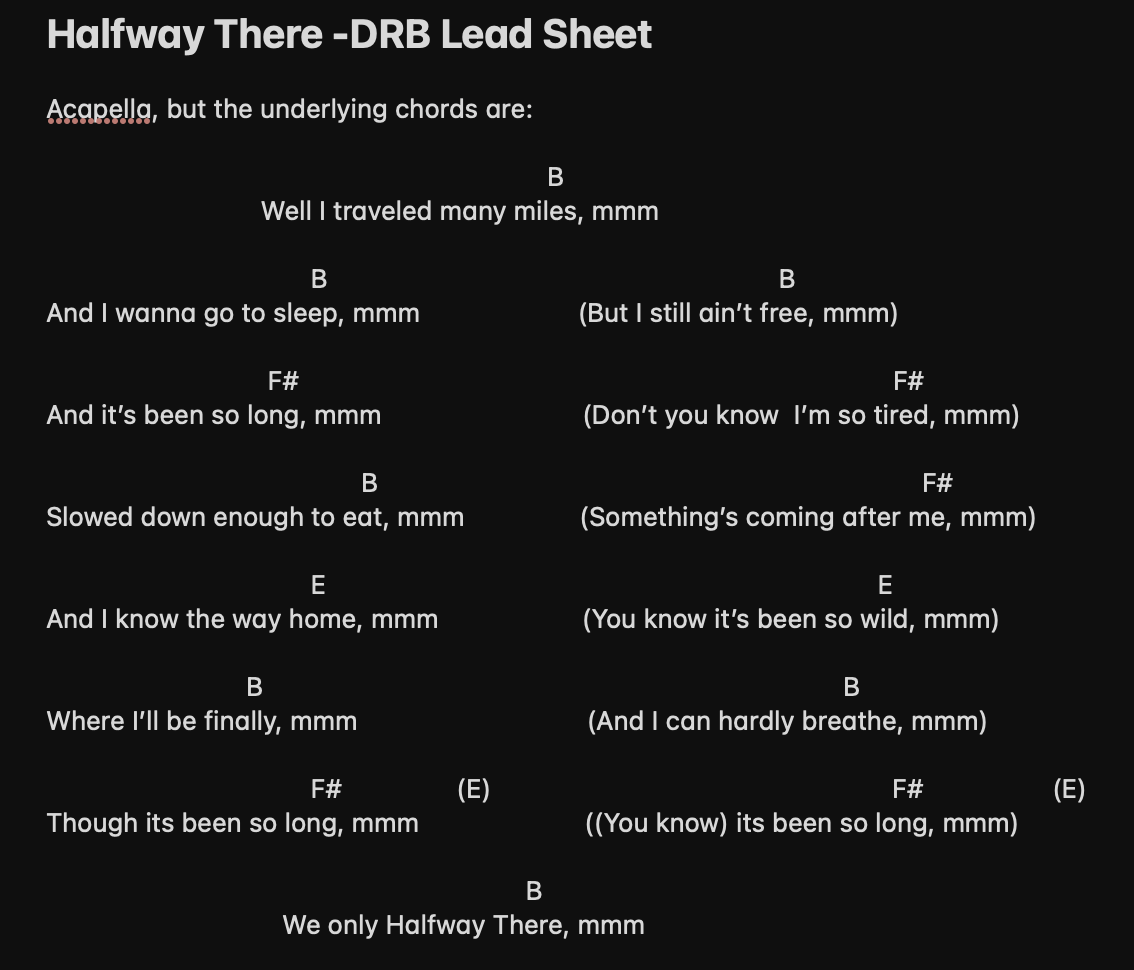 Halfway There -DRB Lead Sheet
Acapella, but the underlying chords are:
B
Well I traveled many miles, mmm
B B
And I wanna go to sleep, mmm (But I still ain’t free, mmm)
F# F#
And it’s been so long, mmm (Don’t you know  I’m so tired, mmm)
B F#
Slowed down enough to eat, mmm (Something’s coming after me, mmm)
E E
And I know the way home, mmm (You know it’s been so wild, mmm)
B B
Where I’ll be finally, mmm (And I can hardly breathe, mmm)
F# (E) F# (E)
Though its been so long, mmm ((You know) its been so long, mmm)
B
We only Halfway There, mmm